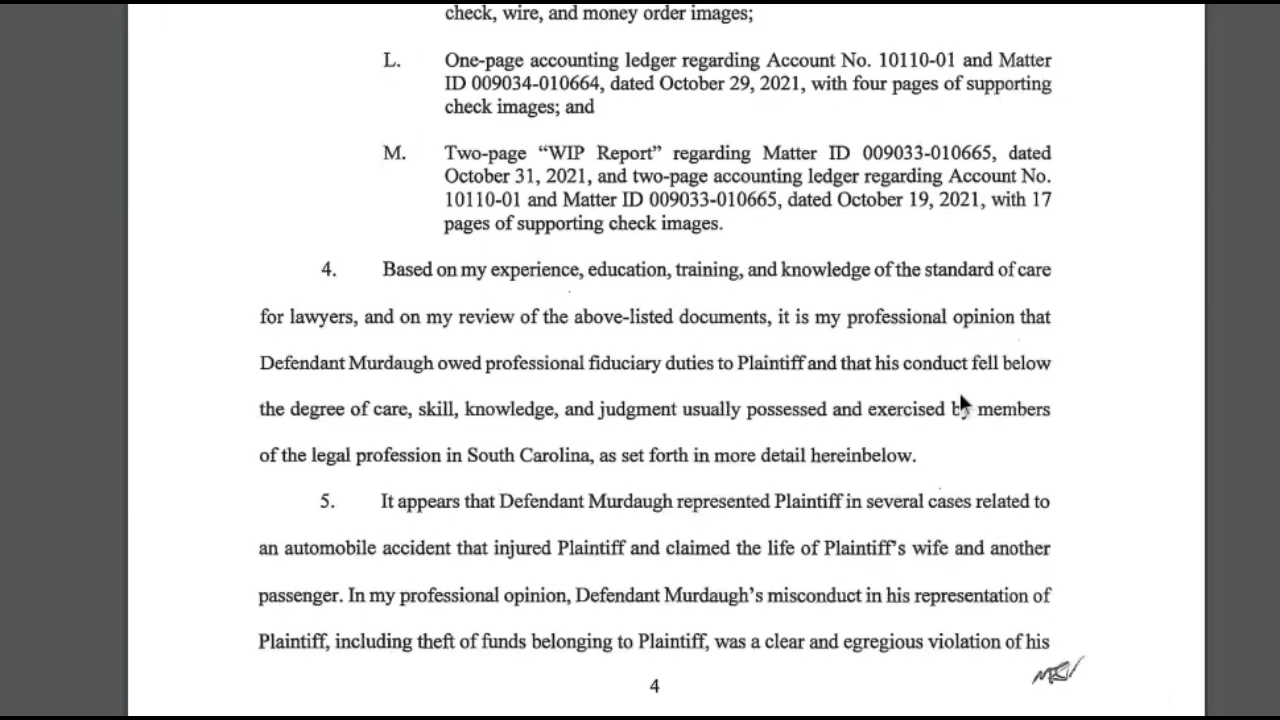 check, wire, and money order images;
L. One-page accounting ledger regarding Account No. 10110-01 and Matter
ID 009034-010664, dated October 29, 2021, with four pages of supporting
check images; and
M. Two-page “WIP Report” regarding Matter ID 009033-010665, dated
October 31, 2021, and two-page accounting ledger regarding Account No.
10110-01 and Matter ID 009033-010665, dated October 19, 2021, with 17
pages of supporting check images.
4. Based on my experience, education, training, and knowledge of the standard of care
for lawyers, and on my review of the above-listed documents, it is my professional opinion that
Defendant Murdaugh owed professional fiduciary duties to Plaintiff and that his conduct fell below
the degree of care, skill, knowledge, and judgment usually possessed and exercised by members
of the legal profession in South Carolina, as set forth in more detail hereinbelow.
5. It appears that Defendant Murdaugh represented Plaintiff in several cases related to
an automobile accident that injured Plaintiff and claimed the life of Plaintiff’s wife and another
passenger. In my professional opinion, Defendant Murdaugh’s misconduct in his representation of
Plaintiff, including theft of funds belonging to Plaintiff, was a clear and egregious violation of his
4